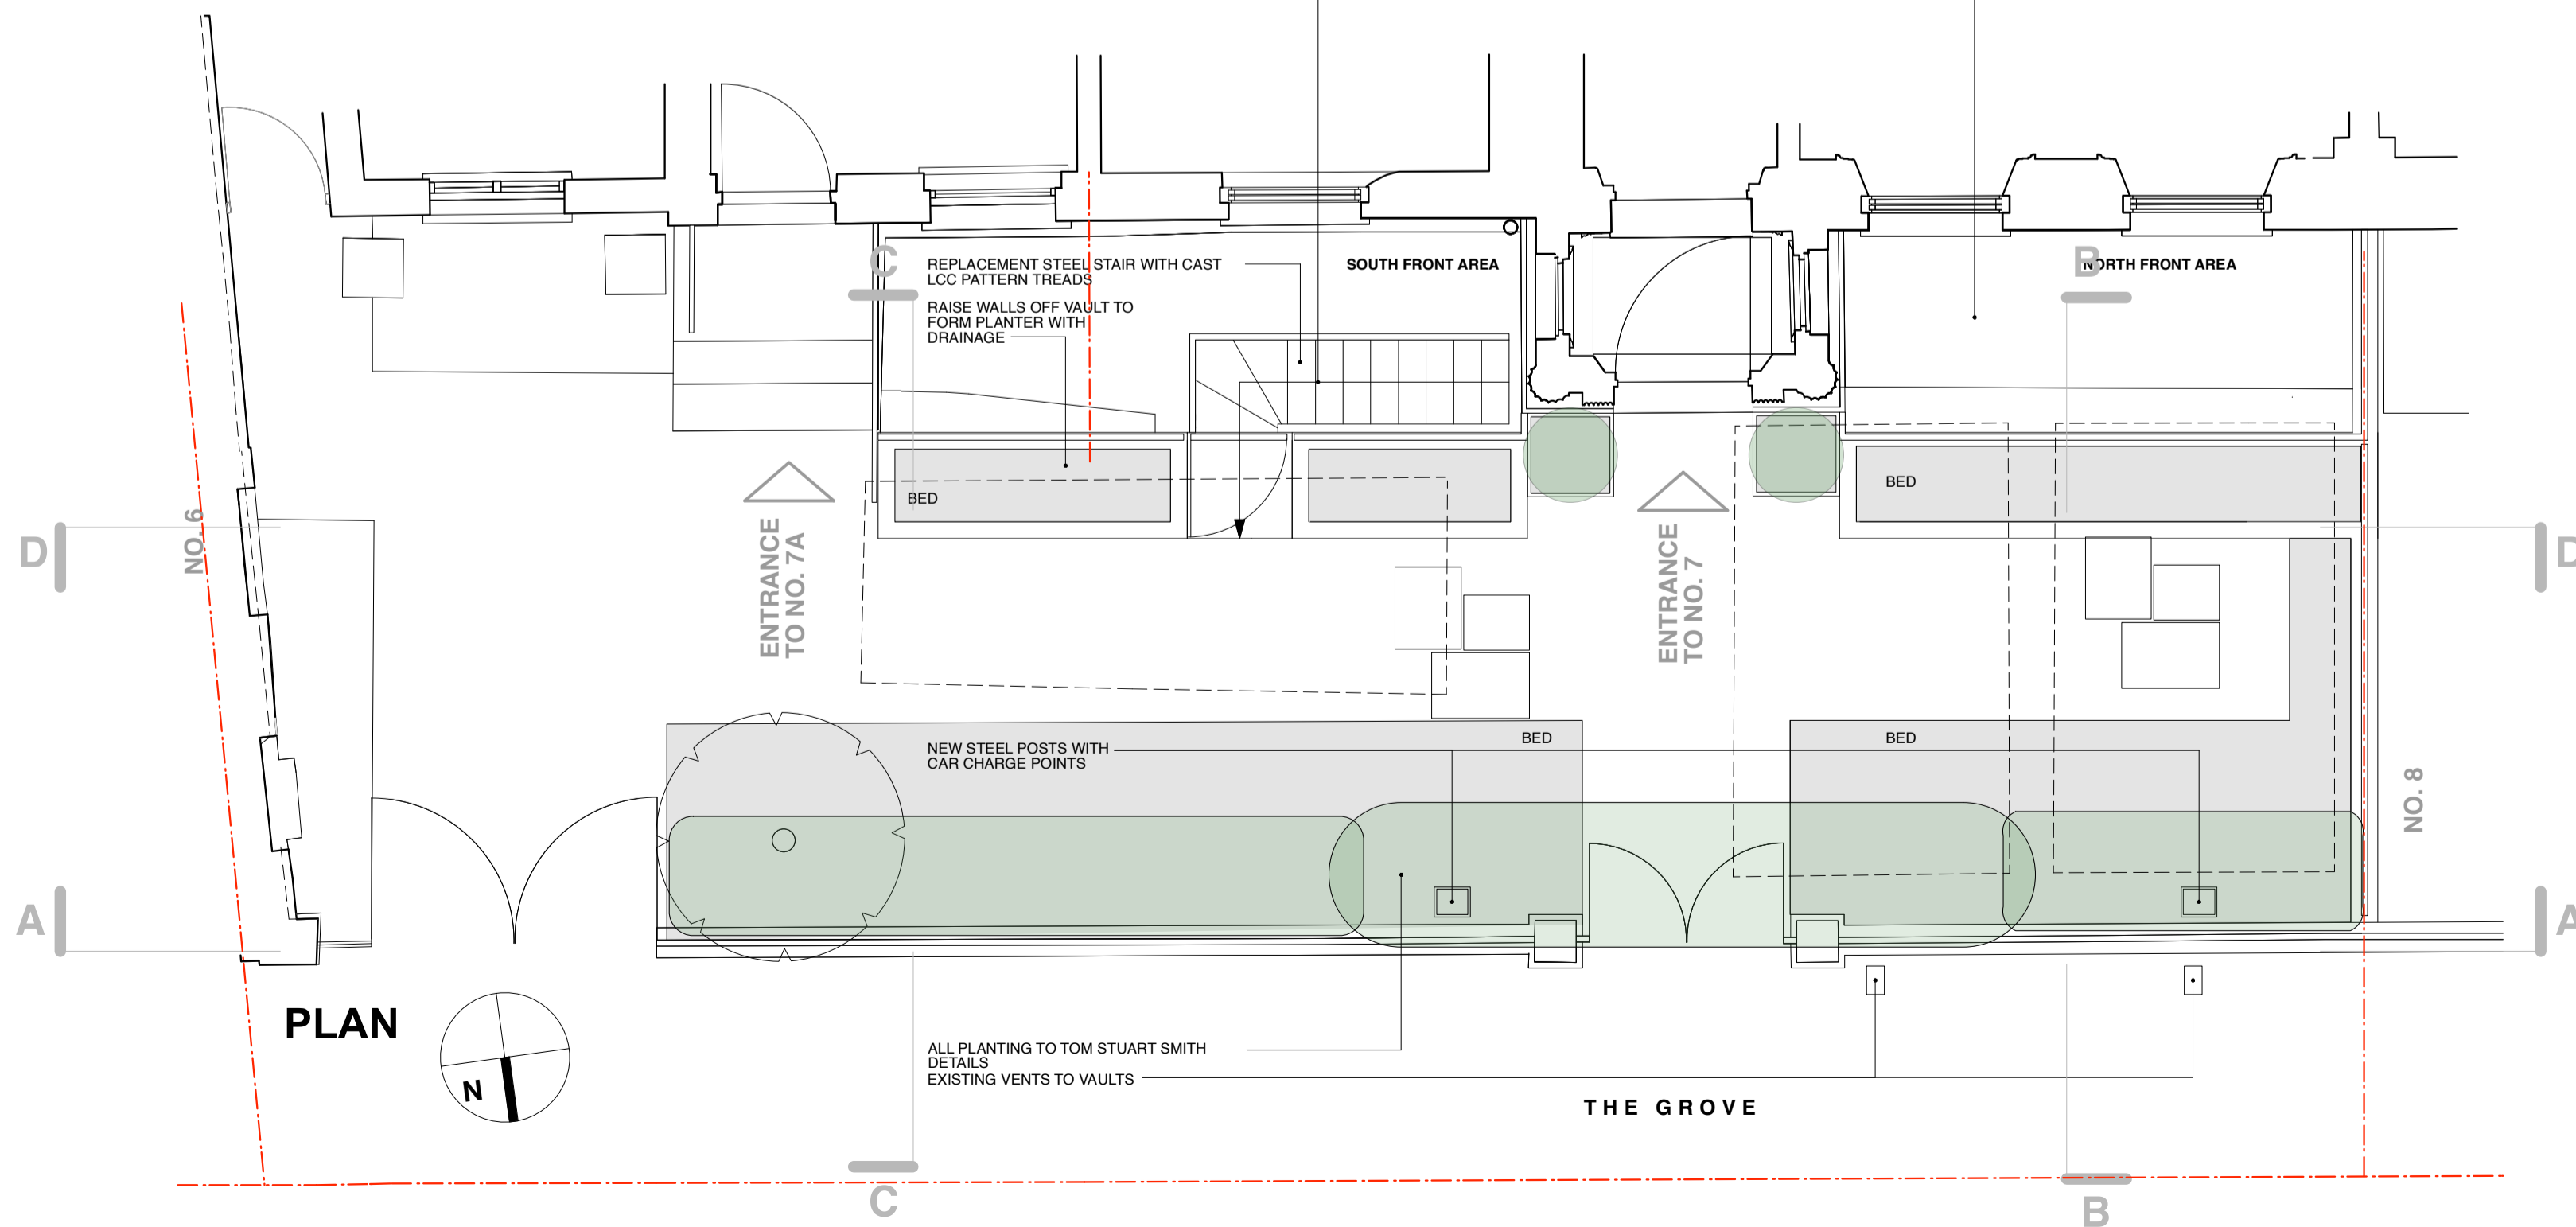 C
REPLACEMENT STEEL STAIR WITH CAST
LCC PATTERN TREADS
SOUTH FRONT AREA
B
NORTH FRONT AREA
RAISE WALLS OFF VAULT TO
FORM PLANTER WITH
DRAINAGE
BED
BED
D
NO. 6
ENTRANCE
TO NO. 7A
ENTRANCE
TO NO. 7
D
NEW STEEL POSTS WITH
CAR CHARGE POINTS
BED
BED
NO. 8
A
A
PLAN
N
ALL PLANTING TO TOM STUART SMITH
DETAILS
EXISTING VENTS TO VAULTS
THE GROVE
C
B